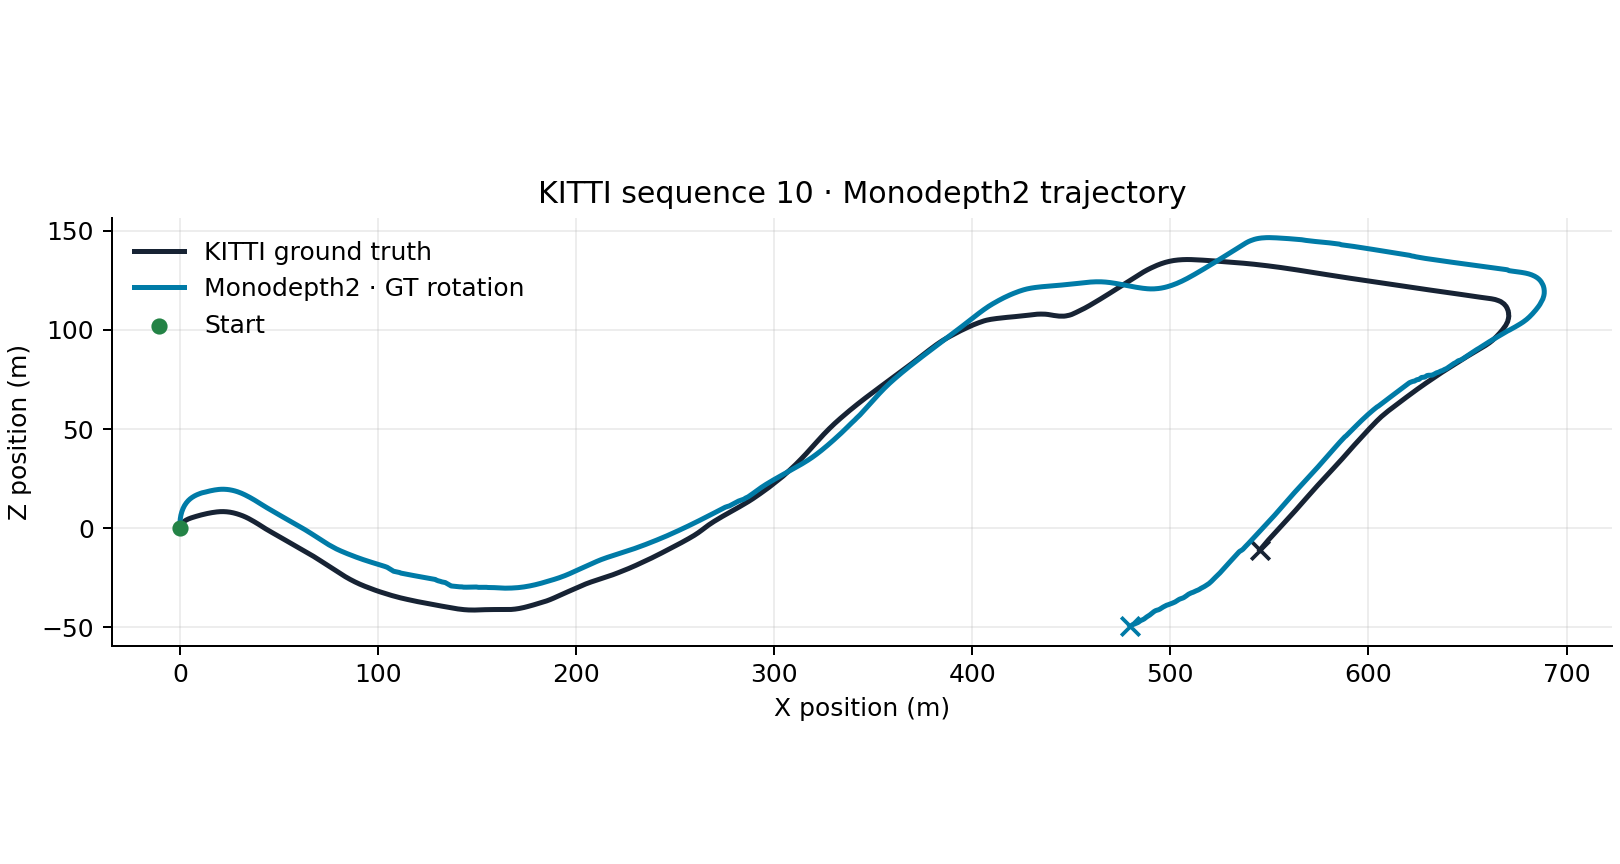 KITTI sequence 10 · Monodepth2 trajectory
KITTI ground truth
Monodepth2 · GT rotation
Start
Z position (m)
150
100
50
0
−50
0 100 200 300 400 500 600 700
X position (m)